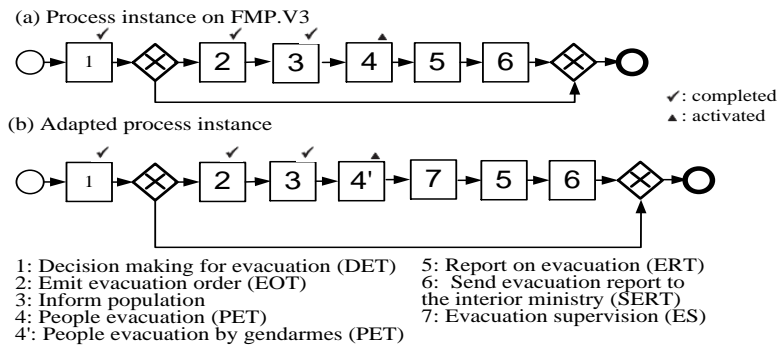 (a) Process instance on FMP.V3
1 2 3 4 5 6
✓: completed
▲: activated
(b) Adapted process instance
1 2 3 4' 7 5 6
1: Decision making for evacuation (DET)
2: Emit evacuation order (EOT)
3: Inform population
4: People evacuation (PET)
4': People evacuation by gendarmes (PET)
5: Report on evacuation (ERT)
6: Send evacuation report to
the interior ministry (SERT)
7: Evacuation supervision (ES)